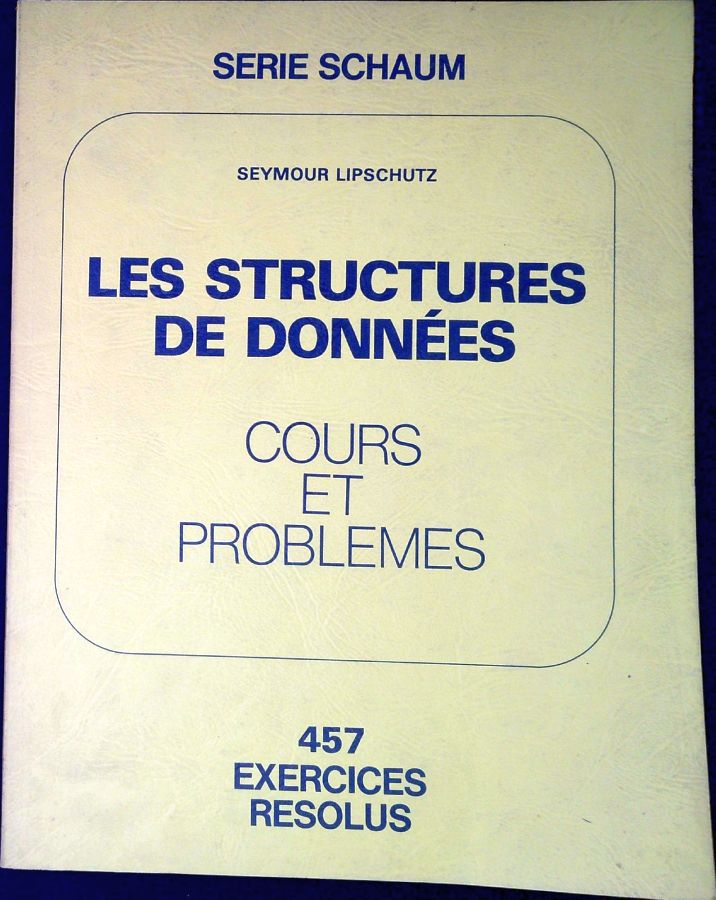 SERIE SCHAUM
SEYMOUR LIPSCHUTZ
LES STRUCTURES
DE DONNÉES
COURS
ET
PROBLEMES
457
EXERCICES
RESOLUS